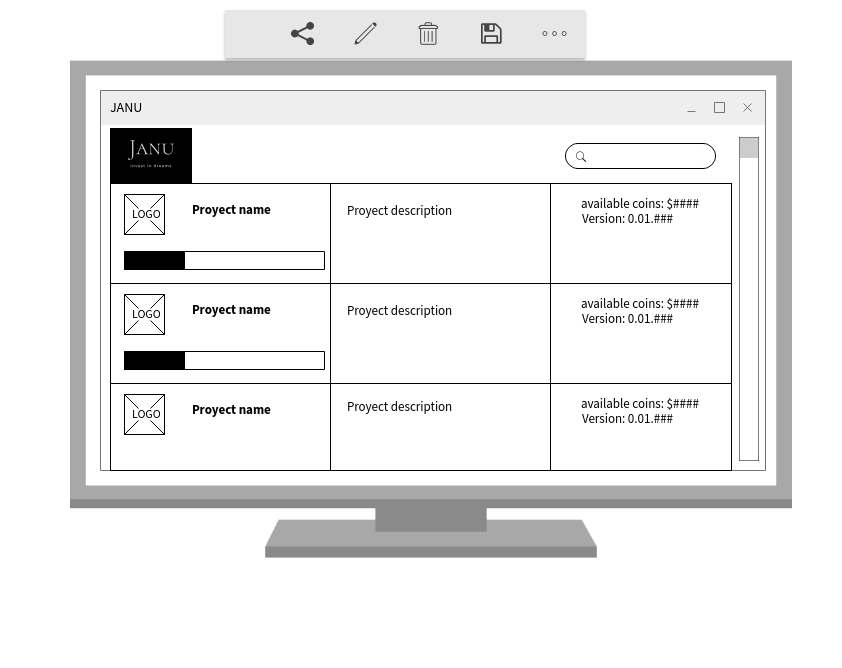 JANU
JANU
invest in dreams
LOGO
Proyect name
Proyect description
available coins: $####
Version: 0.01.###
LOGO
Proyect name
Proyect description
available coins: $####
Version: 0.01.###
LOGO
Proyect name
Proyect description
available coins: $####
Version: 0.01.###